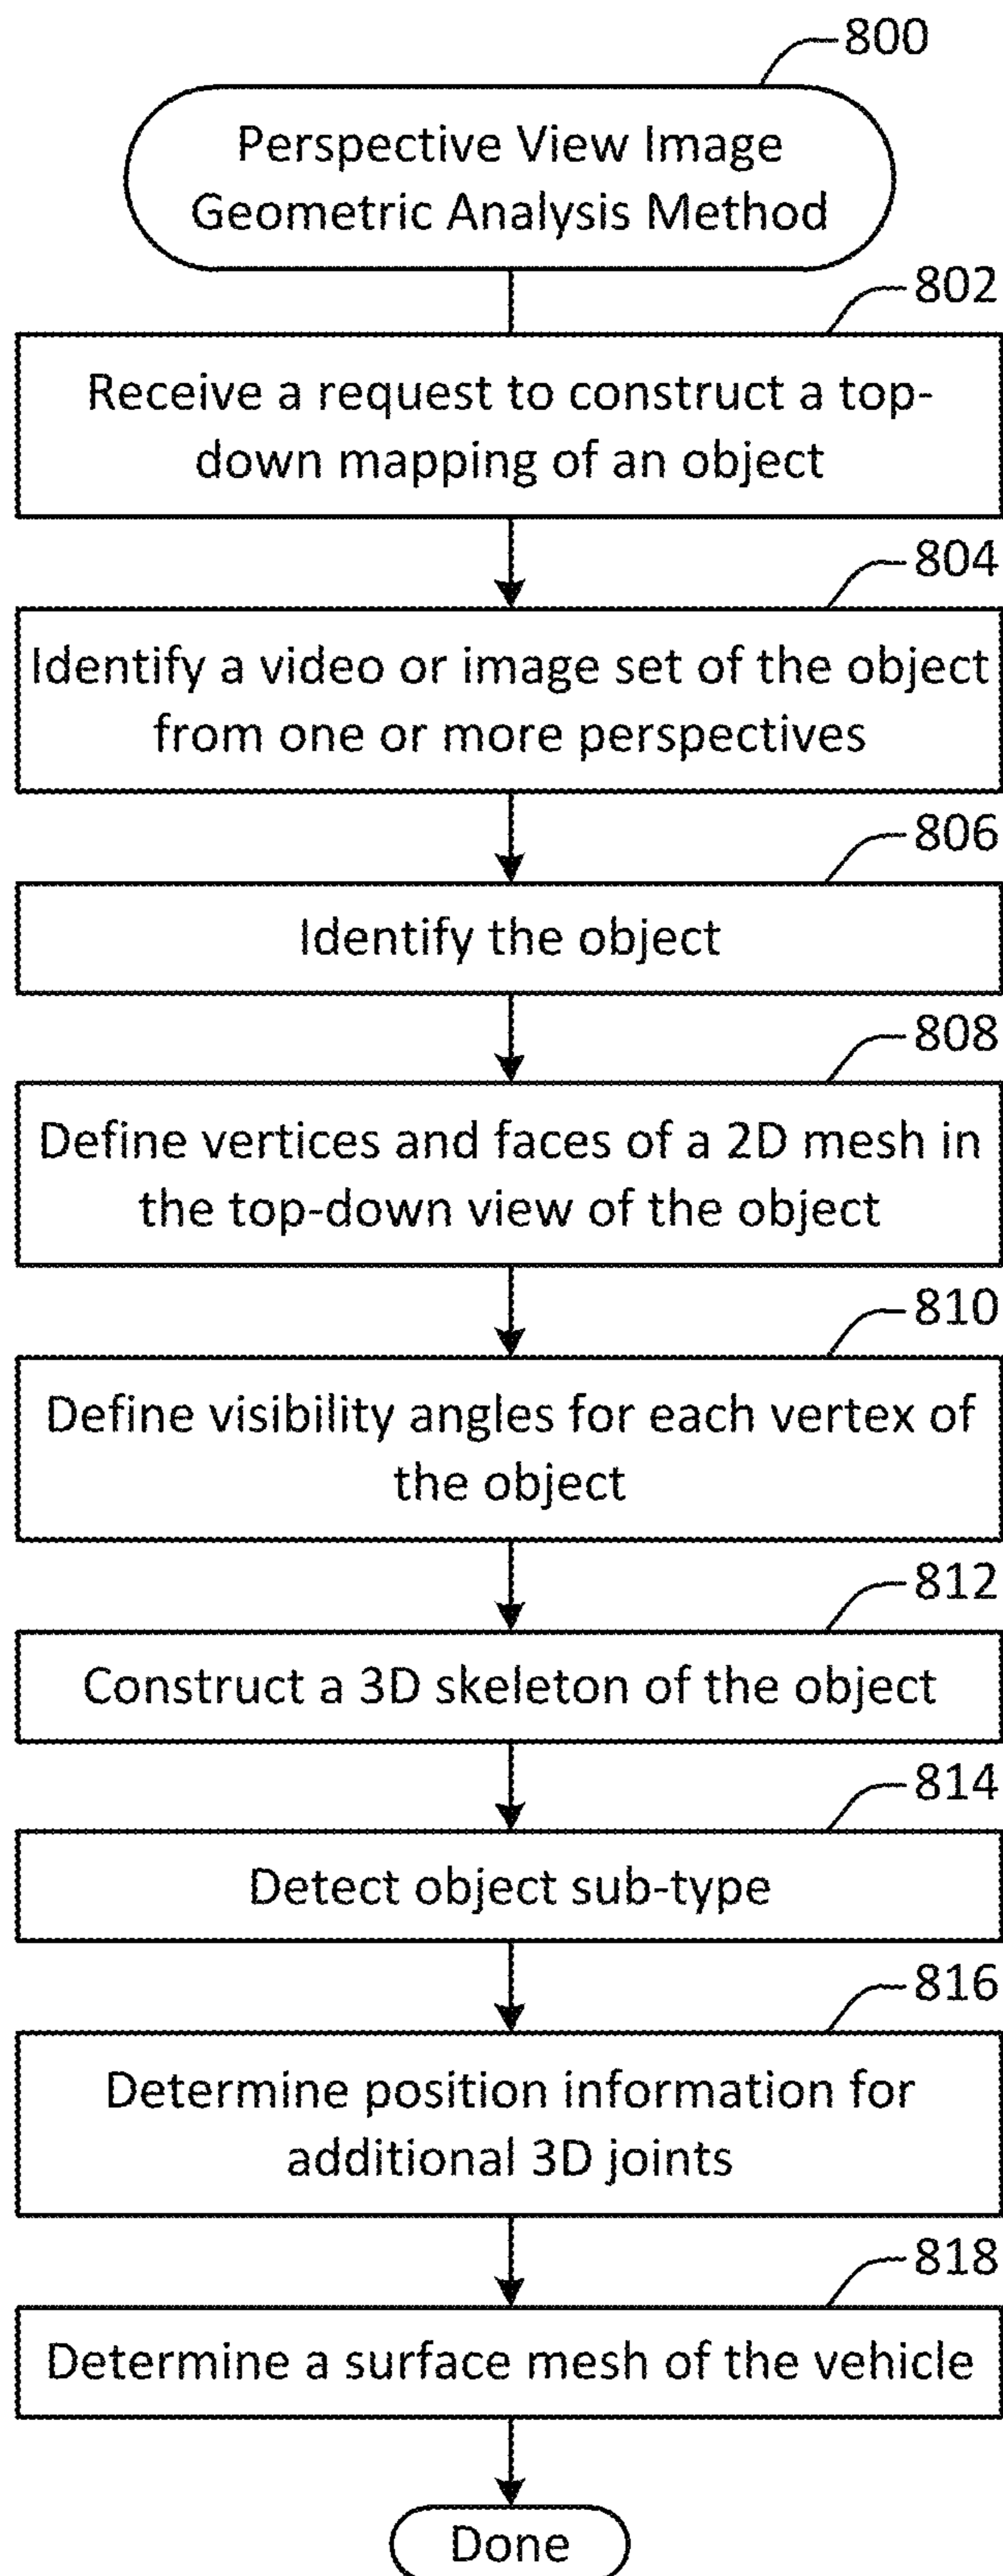 800
Perspective View Image
Geometric Analysis Method
802
Receive a request to construct a top-
down mapping of an object
804
Identify a video or image set of the object
from one or more perspectives
806
Identify the object
808
Define vertices and faces of a 2D mesh in
the top-down view of the object
810
Define visibility angles for each vertex of
the object
812
Construct a 3D skeleton of the object
814
Detect object sub-type
816
Determine position information for
additional 3D joints
818
Determine a surface mesh of the vehicle
Done